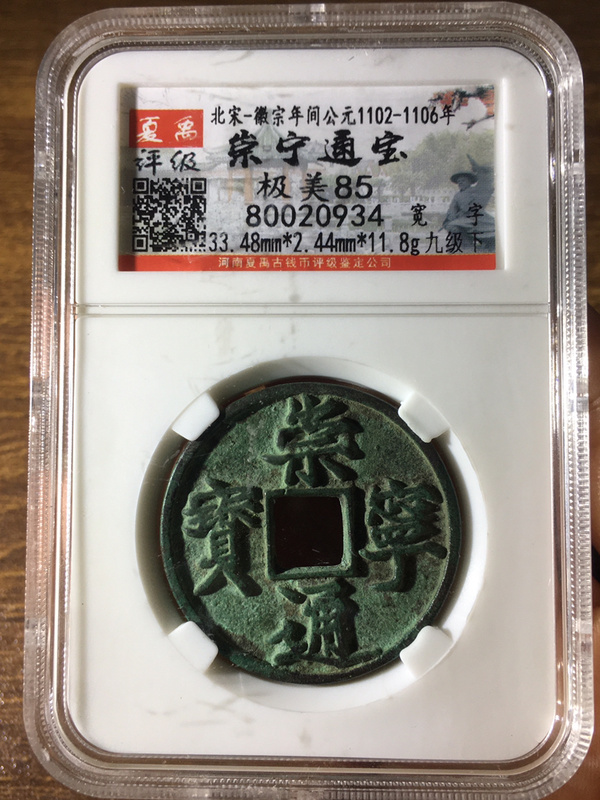 夏禹
评级
北宋-徽宗年间公元1102-1106年
崇宁通宝
极美85
80020934 宽 字
33.48mm*2.44mm*11.8g九级下
河南夏禹古钱币评级鉴定公司
崇
寧
通
寶